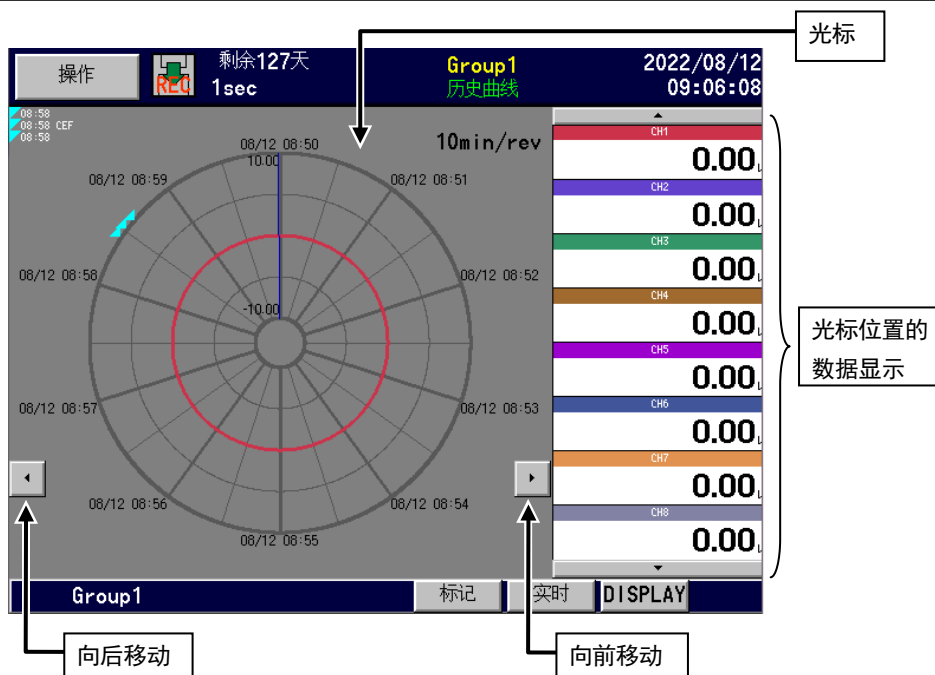 光标
操作
REC
剩余127天
1sec
Group1
历史曲线
2022/08/12
09:06:08
08:58
08:58 CEF
08:58
10min/rev
08/12 08:50
10.00
08/12 08:59
08/12 08:51
08/12 08:58
08/12 08:52
-10.00
08/12 08:57
08/12 08:53
08/12 08:56
08/12 08:54
08/12 08:55
CH1
0.00
CH2
0.00
CH3
0.00
CH4
0.00
CH5
0.00
CH6
0.00
CH7
0.00
CH8
0.00
光标位置的
数据显示
Group1
标记
实时
DISPLAY
向后移动
向前移动